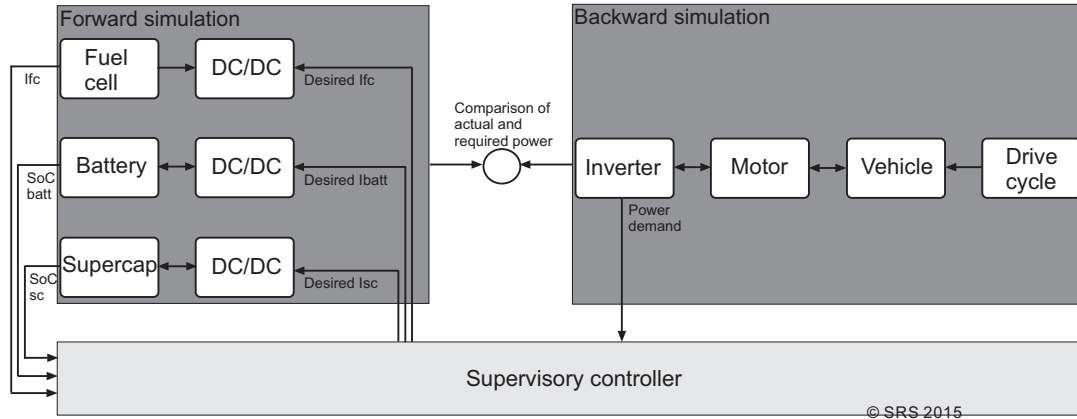 Forward simulation
Backward simulation
Fuel
cell
DC/DC
Ifc
Desired Ifc
Comparison of
actual and
required power
Battery
DC/DC
SoC
batt
Desired Ibatt
Inverter
Motor
Vehicle
Drive
cycle
Power
demand
Supercap
DC/DC
SoC
sc
Desired Isc
Supervisory controller
© SRS 2015